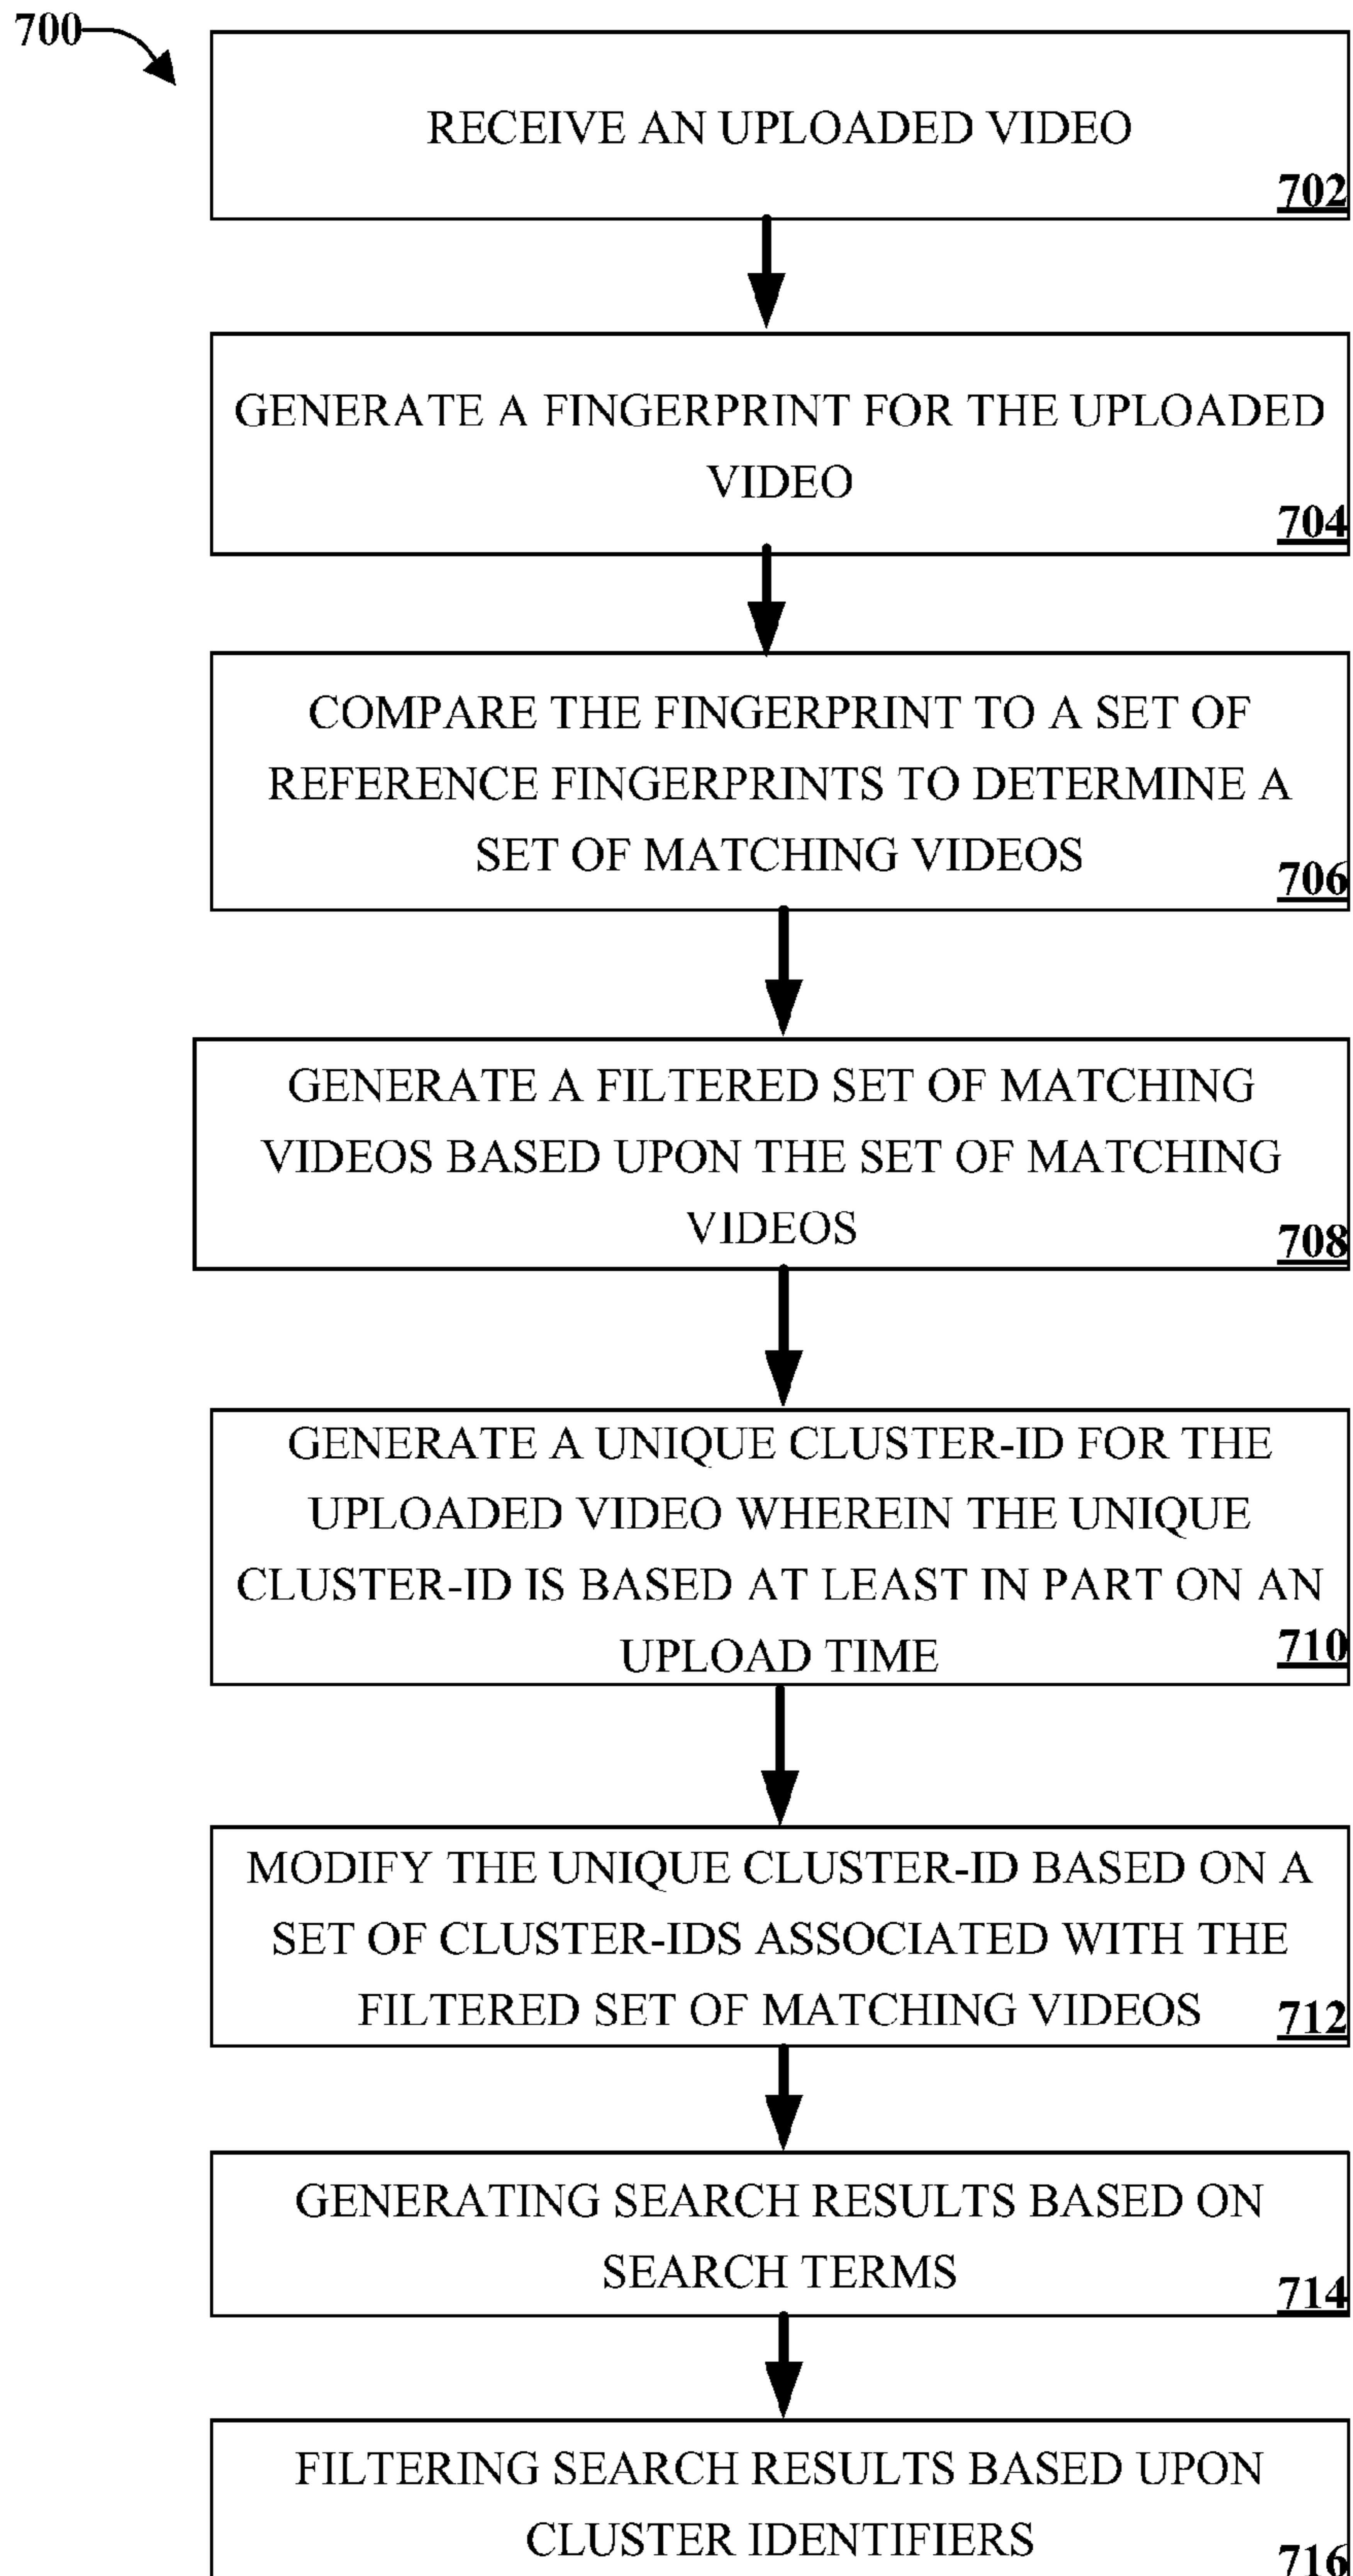 700
RECEIVE AN UPLOADED VIDEO
702
GENERATE A FINGERPRINT FOR THE UPLOADED
VIDEO
704
COMPARE THE FINGERPRINT TO A SET OF
REFERENCE FINGERPRINTS TO DETERMINE A
SET OF MATCHING VIDEOS
706
GENERATE A FILTERED SET OF MATCHING
VIDEOS BASED UPON THE SET OF MATCHING
VIDEOS
708
GENERATE A UNIQUE CLUSTER-ID FOR THE
UPLOADED VIDEO WHEREIN THE UNIQUE
CLUSTER-ID IS BASED AT LEAST IN PART ON AN
UPLOAD TIME
710
MODIFY THE UNIQUE CLUSTER-ID BASED ON A
SET OF CLUSTER-IDS ASSOCIATED WITH THE
FILTERED SET OF MATCHING VIDEOS
712
GENERATING SEARCH RESULTS BASED ON
SEARCH TERMS
714
FILTERING SEARCH RESULTS BASED UPON
CLUSTER IDENTIFIERS
716